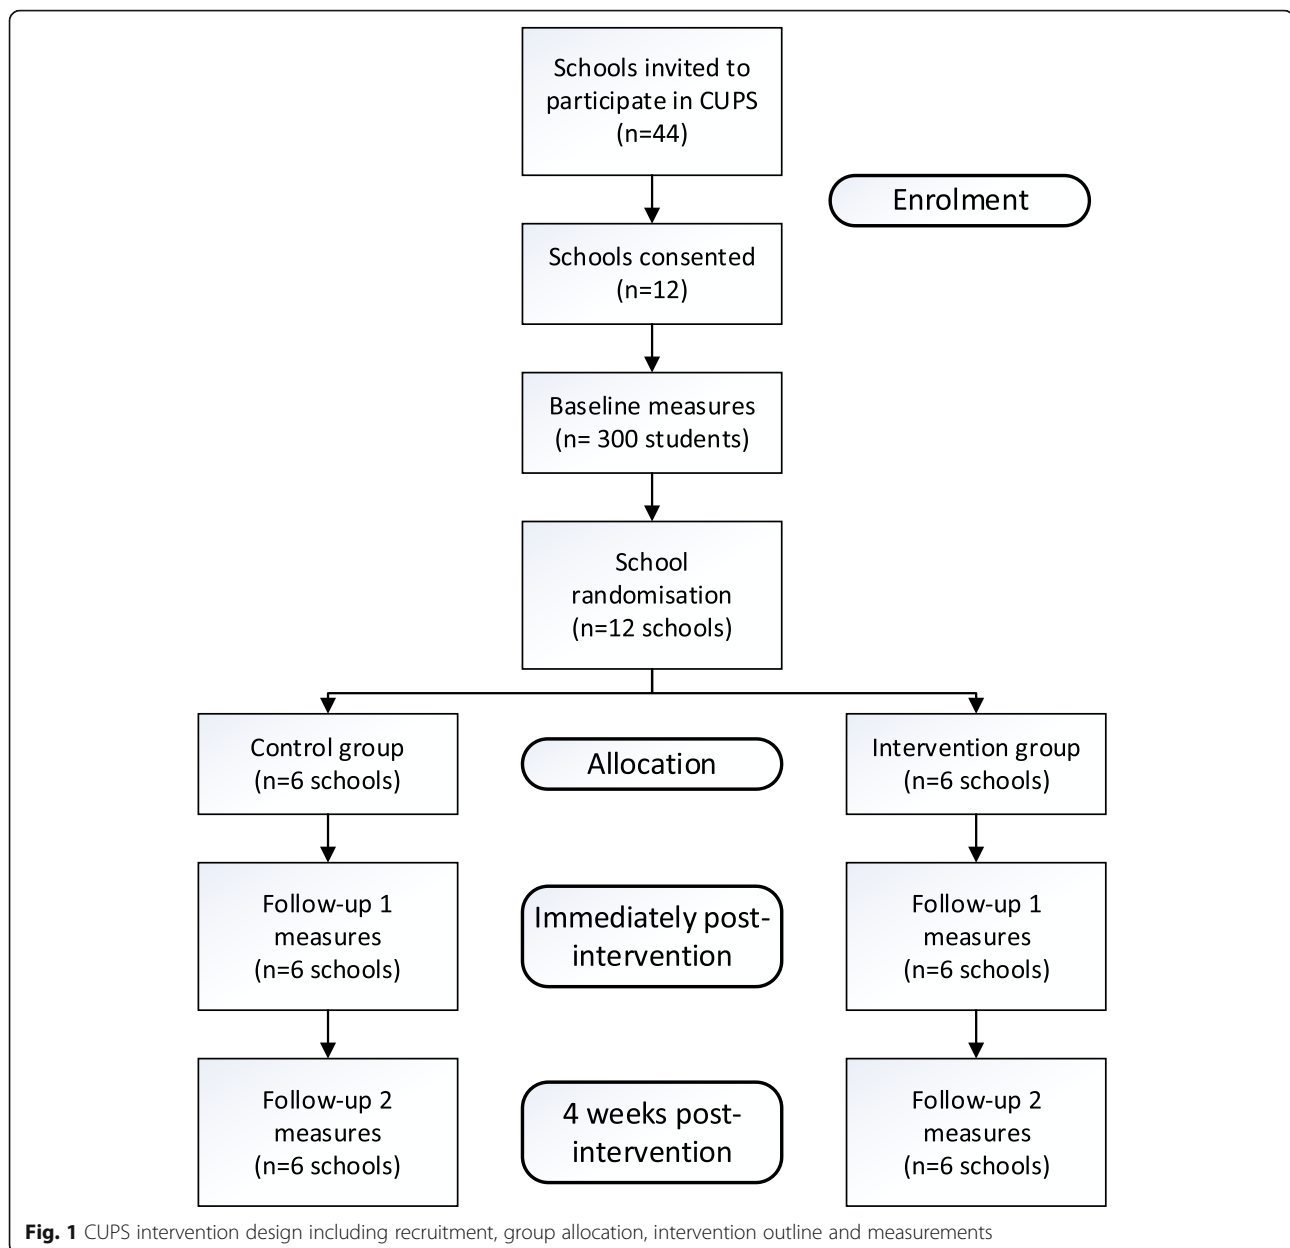 Schools invited to
participate in CUPS
(n=44)
Enrolment
Schools consented
(n=12)
Baseline measures
(n= 300 students)
School
randomisation
(n=12 schools)
Control group
(n=6 schools)
Allocation
Intervention group
(n=6 schools)
Follow-up 1
measures
(n=6 schools)
Immediately post-
intervention
Follow-up 1
measures
(n=6 schools)
Follow-up 2
measures
(n=6 schools)
4 weeks post-
intervention
Follow-up 2
measures
(n=6 schools)
Fig. 1 CUPS intervention design including recruitment, group allocation, intervention outline and measurements